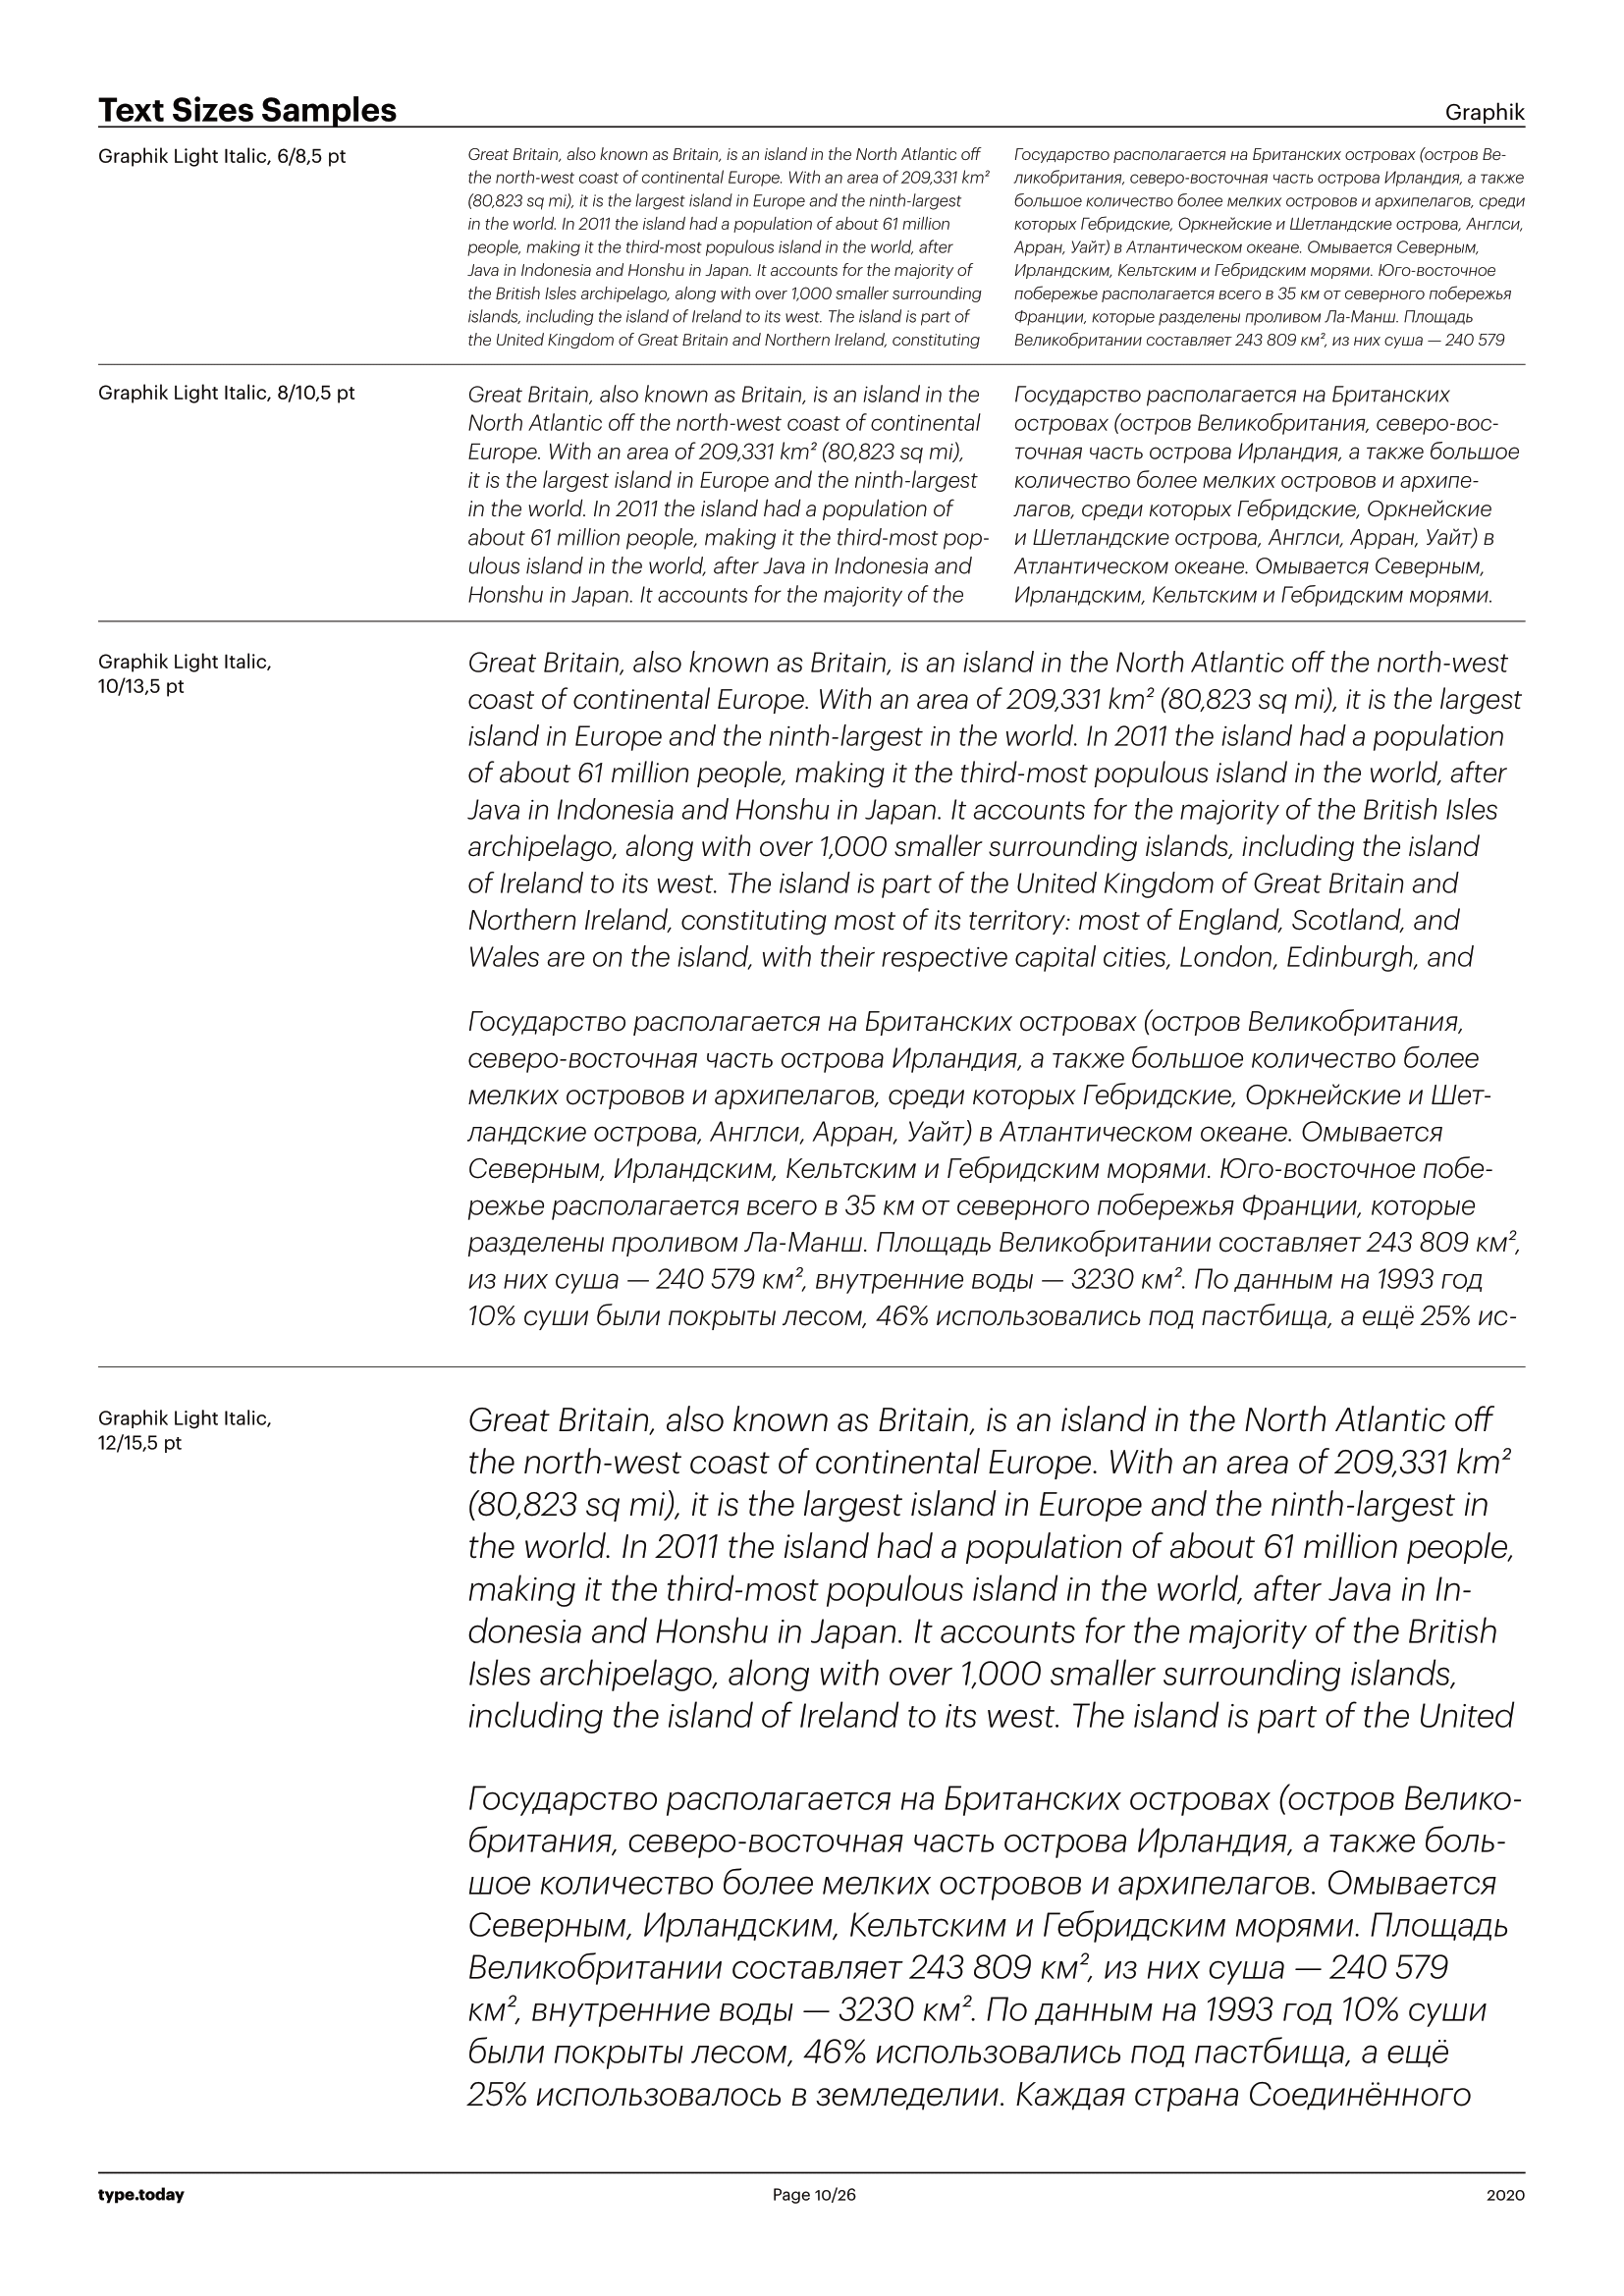 Text Sizes Samples
Graphik
Graphik Light Italic, 6/8,5 pt
Great Britain, also known as Britain, is an island in the North Atlantic off
the north-west coast of continental Europe. With an area of 209,331 km²
(80,823 sq mi), it is the largest island in Europe and the ninth-largest
in the world. In 2011 the island had a population of about 61 million
people, making it the third-most populous island in the world, after
Java in Indonesia and Honshu in Japan. It accounts for the majority of
the British Isles archipelago, along with over 1,000 smaller surrounding
islands, including the island of Ireland to its west. The island is part of
the United Kingdom of Great Britain and Northern Ireland, constituting
Государство располагается на Британских островах (остров Ве-
ликобритания, северо-восточная часть острова Ирландия, а также
большое количество более мелких островов и архипелагов, среди
которых Гебридские, Оркнейские и Шетландские острова, Англси,
Арран, Уайт) в Атлантическом океане. Омывается Северным,
Ирландским, Кельтским и Гебридским морями. Юго-восточное
побережье располагается всего в 35 км от северного побережья
Франции, которые разделены проливом Ла-Манш. Площадь
Великобритании составляет 243 809 км², из них суша — 240 579
Graphik Light Italic, 8/10,5 pt
Great Britain, also known as Britain, is an island in the
North Atlantic off the north-west coast of continental
Europe. With an area of 209,331 km² (80,823 sq mi),
it is the largest island in Europe and the ninth-largest
in the world. In 2011 the island had a population of
about 61 million people, making it the third-most pop-
ulous island in the world, after Java in Indonesia and
Honshu in Japan. It accounts for the majority of the
Государство располагается на Британских
островах (остров Великобритания, северо-вос-
точная часть острова Ирландия, а также большое
количество более мелких островов и архипе-
лагов, среди которых Гебридские, Оркнейские
и Шетландские острова, Англси, Арран, Уайт) в
Атлантическом океане. Омывается Северным,
Ирландским, Кельтским и Гебридским морями.
Graphik Light Italic,
10/13,5 pt
Great Britain, also known as Britain, is an island in the North Atlantic off the north-west
coast of continental Europe. With an area of 209,331 km² (80,823 sq mi), it is the largest
island in Europe and the ninth-largest in the world. In 2011 the island had a population
of about 61 million people, making it the third-most populous island in the world, after
Java in Indonesia and Honshu in Japan. It accounts for the majority of the British Isles
archipelago, along with over 1,000 smaller surrounding islands, including the island
of Ireland to its west. The island is part of the United Kingdom of Great Britain and
Northern Ireland, constituting most of its territory: most of England, Scotland, and
Wales are on the island, with their respective capital cities, London, Edinburgh, and
Государство располагается на Британских островах (остров Великобритания,
северо-восточная часть острова Ирландия, а также большое количество более
мелких островов и архипелагов, среди которых Гебридские, Оркнейские и Шет-
ландские острова, Англси, Арран, Уайт) в Атлантическом океане. Омывается
Северным, Ирландским, Кельтским и Гебридским морями. Юго-восточное побе-
режье располагается всего в 35 км от северного побережья Франции, которые
разделены проливом Ла-Манш. Площадь Великобритании составляет 243 809 км²,
из них суша — 240 579 км², внутренние воды — 3230 км². По данным на 1993 год
10% суши были покрыты лесом, 46% использовались под пастбища, а ещё 25% ис-
Graphik Light Italic,
12/15,5 pt
Great Britain, also known as Britain, is an island in the North Atlantic off
the north-west coast of continental Europe. With an area of 209,331 km²
(80,823 sq mi), it is the largest island in Europe and the ninth-largest in
the world. In 2011 the island had a population of about 61 million people,
making it the third-most populous island in the world, after Java in In-
donesia and Honshu in Japan. It accounts for the majority of the British
Isles archipelago, along with over 1,000 smaller surrounding islands,
including the island of Ireland to its west. The island is part of the United
Государство располагается на Британских островах (остров Велико-
британия, северо-восточная часть острова Ирландия, а также боль-
шое количество более мелких островов и архипелагов. Омывается
Северным, Ирландским, Кельтским и Гебридским морями. Площадь
Великобритании составляет 243 809 км², из них суша — 240 579
км², внутренние воды — 3230 км². По данным на 1993 год 10% суши
были покрыты лесом, 46% использовались под пастбища, а ещё
25% использовалось в земледелии. Каждая страна Соединённого
type.today
Page 10/26
2020